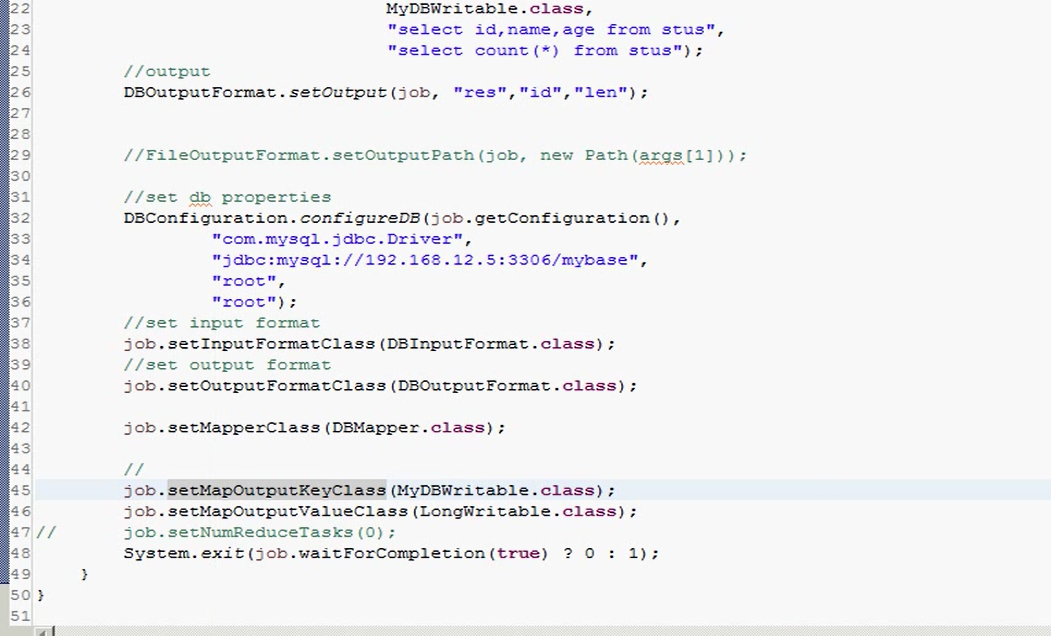 22 MyDBWritable.class,
23 "select id,name,age from stus",
24 "select count(*) from stus");
25 //output
26 DBOutputFormat.setOutput(job, "res","id","len");
27
28
29 //FileOutputFormat.setOutputPath(job, new Path(args[1]));
30
31 //set db properties
32 DBConfiguration.configureDB(job.getConfiguration(),
33 "com.mysql.jdbc.Driver",
34 "jdbc:mysql://192.168.12.5:3306/mybase",
35 "root",
36 "root");
37 //set input format
38 job.setInputFormatClass(DBInputFormat.class);
39 //set output format
40 job.setOutputFormatClass(DBOutputFormat.class);
41
42 job.setMapperClass(DBMapper.class);
43
44 //
45 job.setMapOutputKeyClass(MyDBWritable.class);
46 job.setMapOutputValueClass(LongWritable.class);
47 // job.setNumReduceTasks(0);
48 System.exit(job.waitForCompletion(true) ? 0 : 1);
49 }
50 }
51